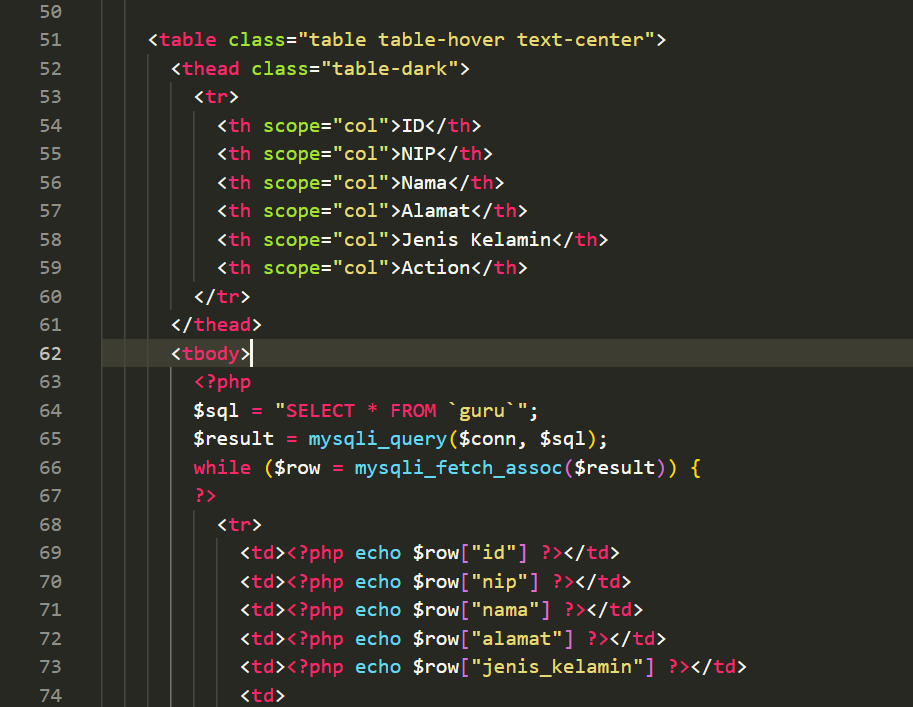 50
51 <table class="table table-hover text-center">
52 <thead class="table-dark">
53 <tr>
54 <th scope="col">ID</th>
55 <th scope="col">NIP</th>
56 <th scope="col">Nama</th>
57 <th scope="col">Alamat</th>
58 <th scope="col">Jenis Kelamin</th>
59 <th scope="col">Action</th>
60 </tr>
61 </thead>
62 <tbody>
63 <?php
64 $sql = "SELECT * FROM `guru`";
65 $result = mysqli_query($conn, $sql);
66 while ($row = mysqli_fetch_assoc($result)) {
67 ?>
68 <tr>
69 <td><?php echo $row["id"] ?></td>
70 <td><?php echo $row["nip"] ?></td>
71 <td><?php echo $row["nama"] ?></td>
72 <td><?php echo $row["alamat"] ?></td>
73 <td><?php echo $row["jenis_kelamin"] ?></td>
74 <td>